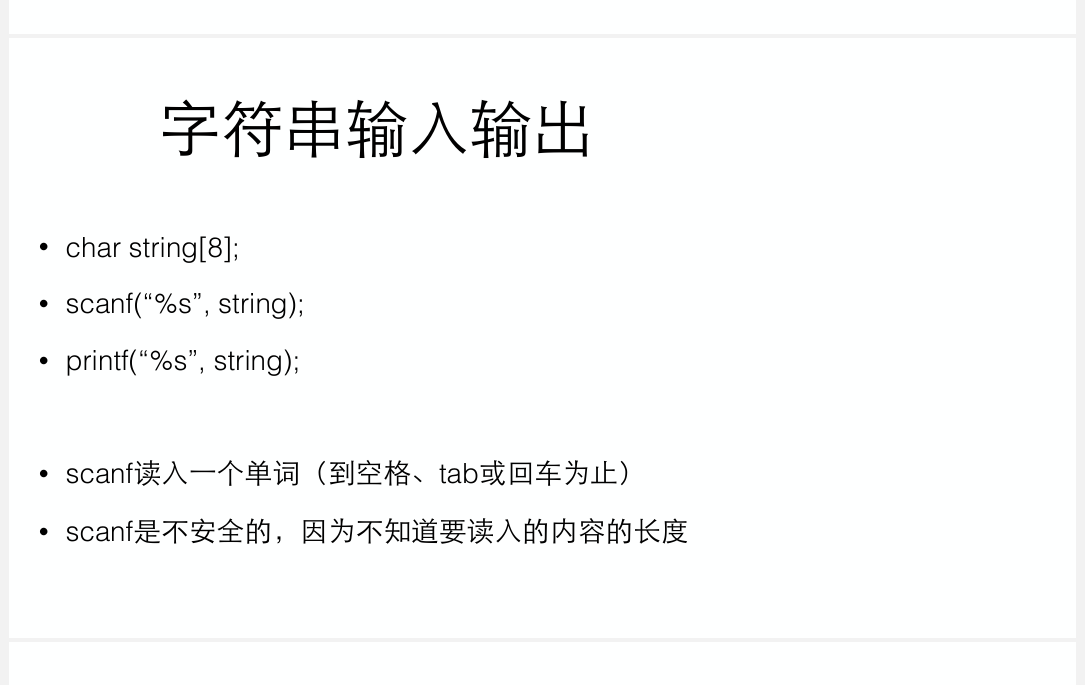 字符串输入输出
• char string[8];
• scanf(“%s”, string);
• printf(“%s”, string);
• scanf读入一个单词（到空格、tab或回车为止）
• scanf是不安全的，因为不知道要读入的内容的长度